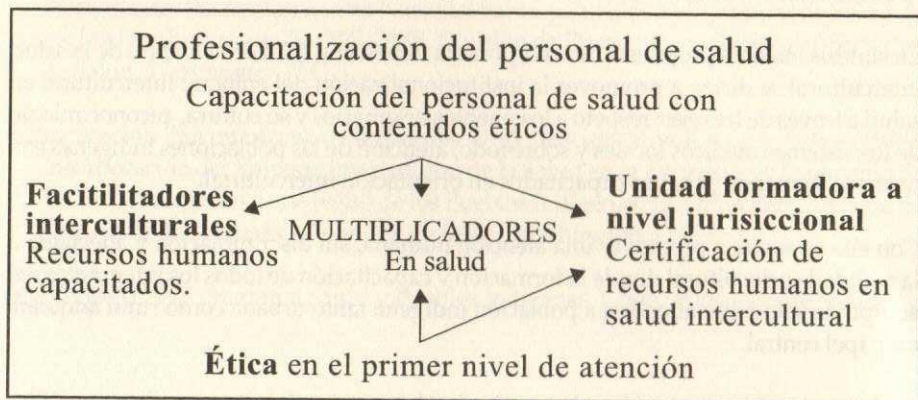 Profesionalización del personal de salud
Capacitación del personal de salud con
contenidos éticos
Facitilitadores
interculturales
Recursos humanos
capacitados.
MULTIPLICADORES
En salud
Unidad formadora a
nivel jurisiccional
Certificación de
recursos humanos en
salud intercultural
Ética en el primer nivel de atención